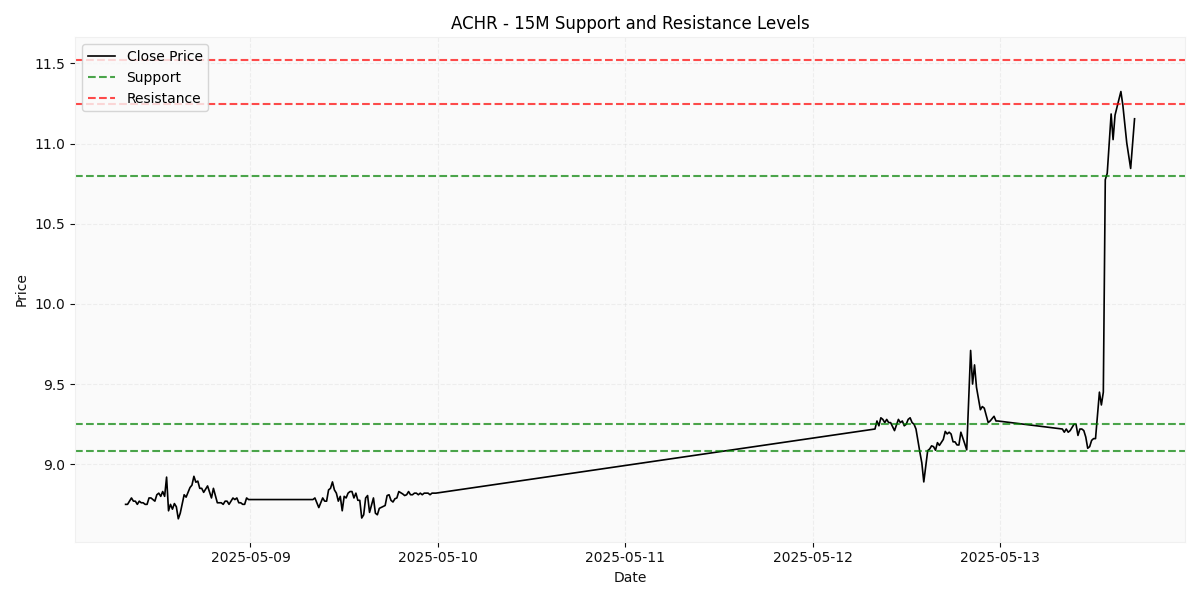 ACHR - 15M Support and Resistance Levels
Close Price
Support
Resistance
Price
11.5
11.0
10.5
10.0
9.5
9.0
2025-05-09
2025-05-10
2025-05-11
2025-05-12
2025-05-13
Date